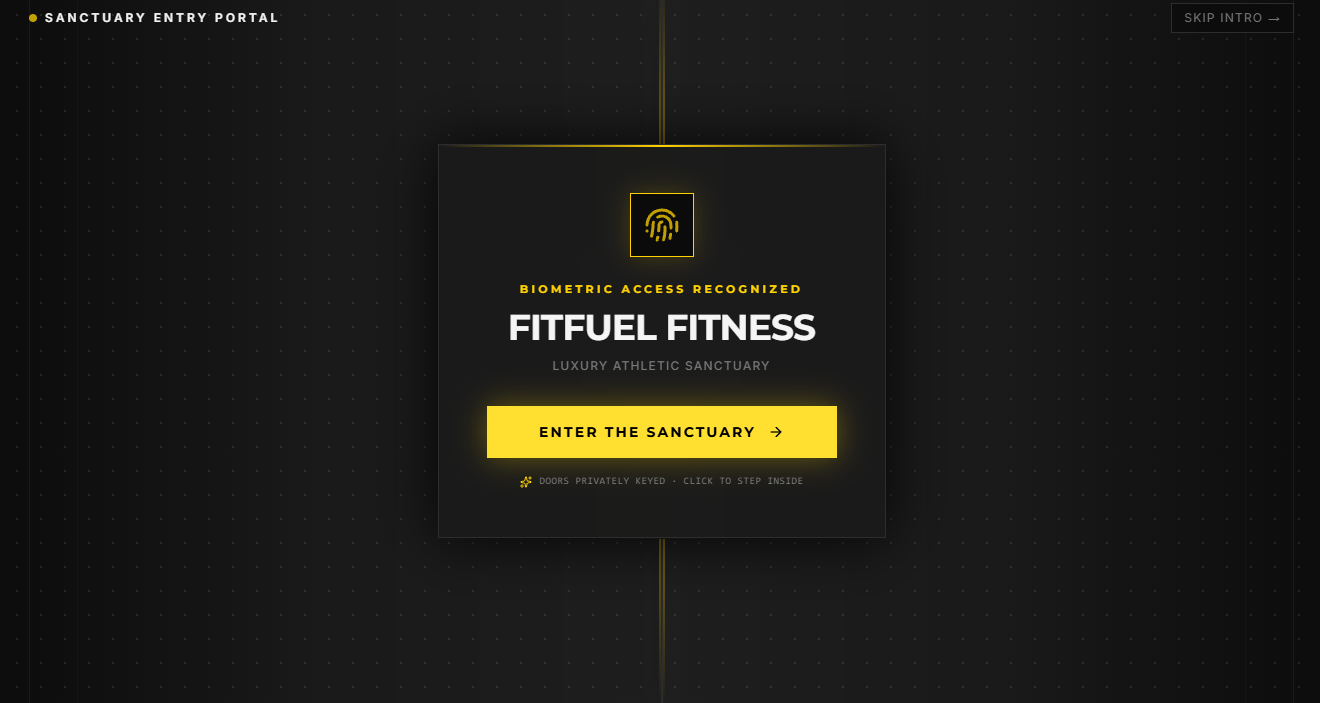 SANCTUARY ENTRY PORTAL
SKIP INTRO →
BIOMETRIC ACCESS RECOGNIZED
FITFUEL FITNESS
LUXURY ATHLETIC SANCTUARY
ENTER THE SANCTUARY →
DOORS PRIVATELY KEYED · CLICK TO STEP INSIDE